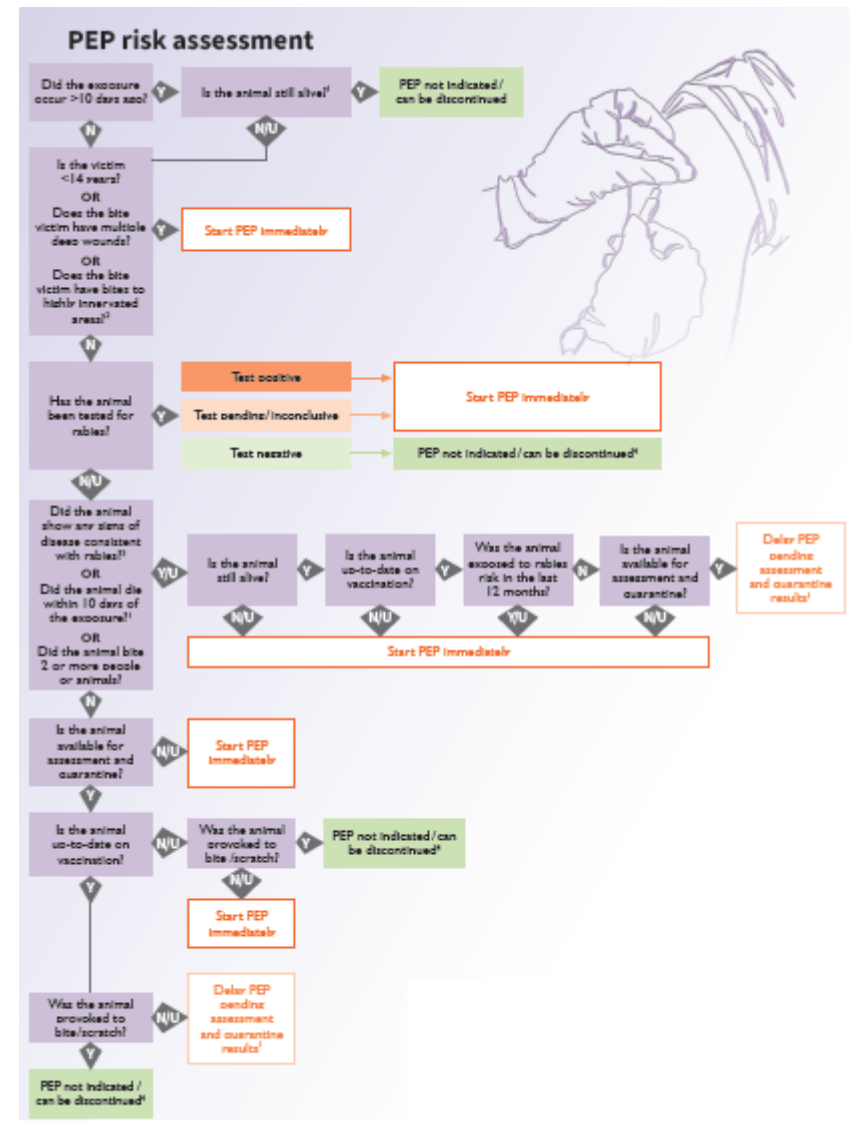 PEP risk assessment
Did the exposure
occur >10 days ago?
Y
Is the animal still alive?¹
Y
PEP not indicated/
can be discontinued
N
N/U
Is the victim
<14 years?
OR
Does the bite
victim have multiple
deep wounds?
OR
Does the bite
victim have bites to
highly innervated
areas?²
Y
Start PEP immediately
N
Has the animal
been tested for
rabies?
Y
Test positive
Test pending/inconclusive
Start PEP immediately
Test negative
PEP not indicated/can be discontinued⁴
N/U
Did the animal
show any signs of
disease consistent
with rabies?³
OR
Did the animal die
within 10 days of
the exposure?¹
OR
Did the animal bite
2 or more people
or animals?
Y/U
Is the animal
still alive?
Y
Is the animal
up-to-date on
vaccination?
Y
Was the animal
exposed to rabies
risk in the last
12 months?
N
Is the animal
available for
assessment and
quarantine?
Y
Delay PEP
pending
assessment
and quarantine
results¹
N/U
N/U
Y/U
N/U
Start PEP immediately
N
Is the animal
available for
assessment and
quarantine?
N/U
Start PEP
immediately
Y
Is the animal
up-to-date on
vaccination?
N/U
Was the animal
provoked to
bite /scratch?
Y
PEP not indicated/can
be discontinued⁴
N/U
Start PEP
immediately
Y
Was the animal
provoked to
bite/scratch?
N/U
Delay PEP
pending
assessment
and quarantine
results¹
Y
PEP not indicated /
can be discontinued⁴